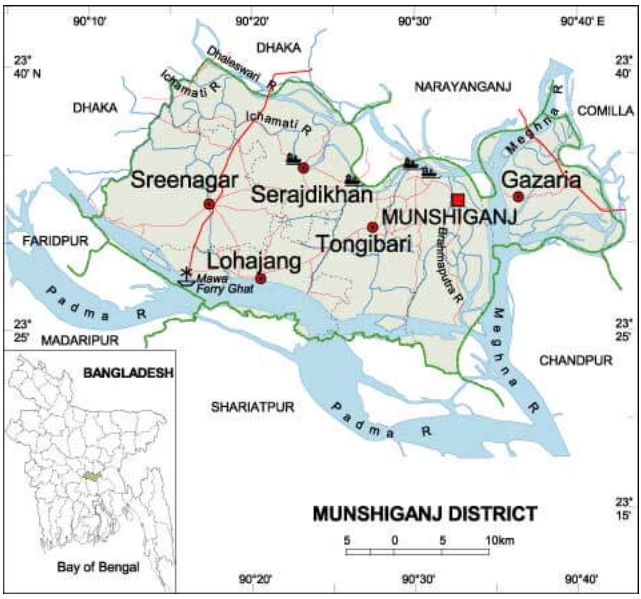 90°10' 90°20' 90°30' 90°40' E
23°
40' N
23°
40'
DHAKA
Dhaleswari R
Ichamati R
DHAKA
NARAYANGANJ
COMILLA
Meghna R
Ichamati R
Sreenagar
Serajdikhan
Gazaria
MUNSHIGANJ
Tongibari
Brahmaputra R
Lohajang
FARIDPUR
Mawa
Ferry Ghat
Padma R
23°
25'
23°
25'
MADARIPUR
Meghna R
CHANDPUR
SHARIATPUR
Padma R
BANGLADESH
Bay of Bengal
23°
15'
MUNSHIGANJ DISTRICT
5 0 5 10km
90°20' 90°30' 90°40'